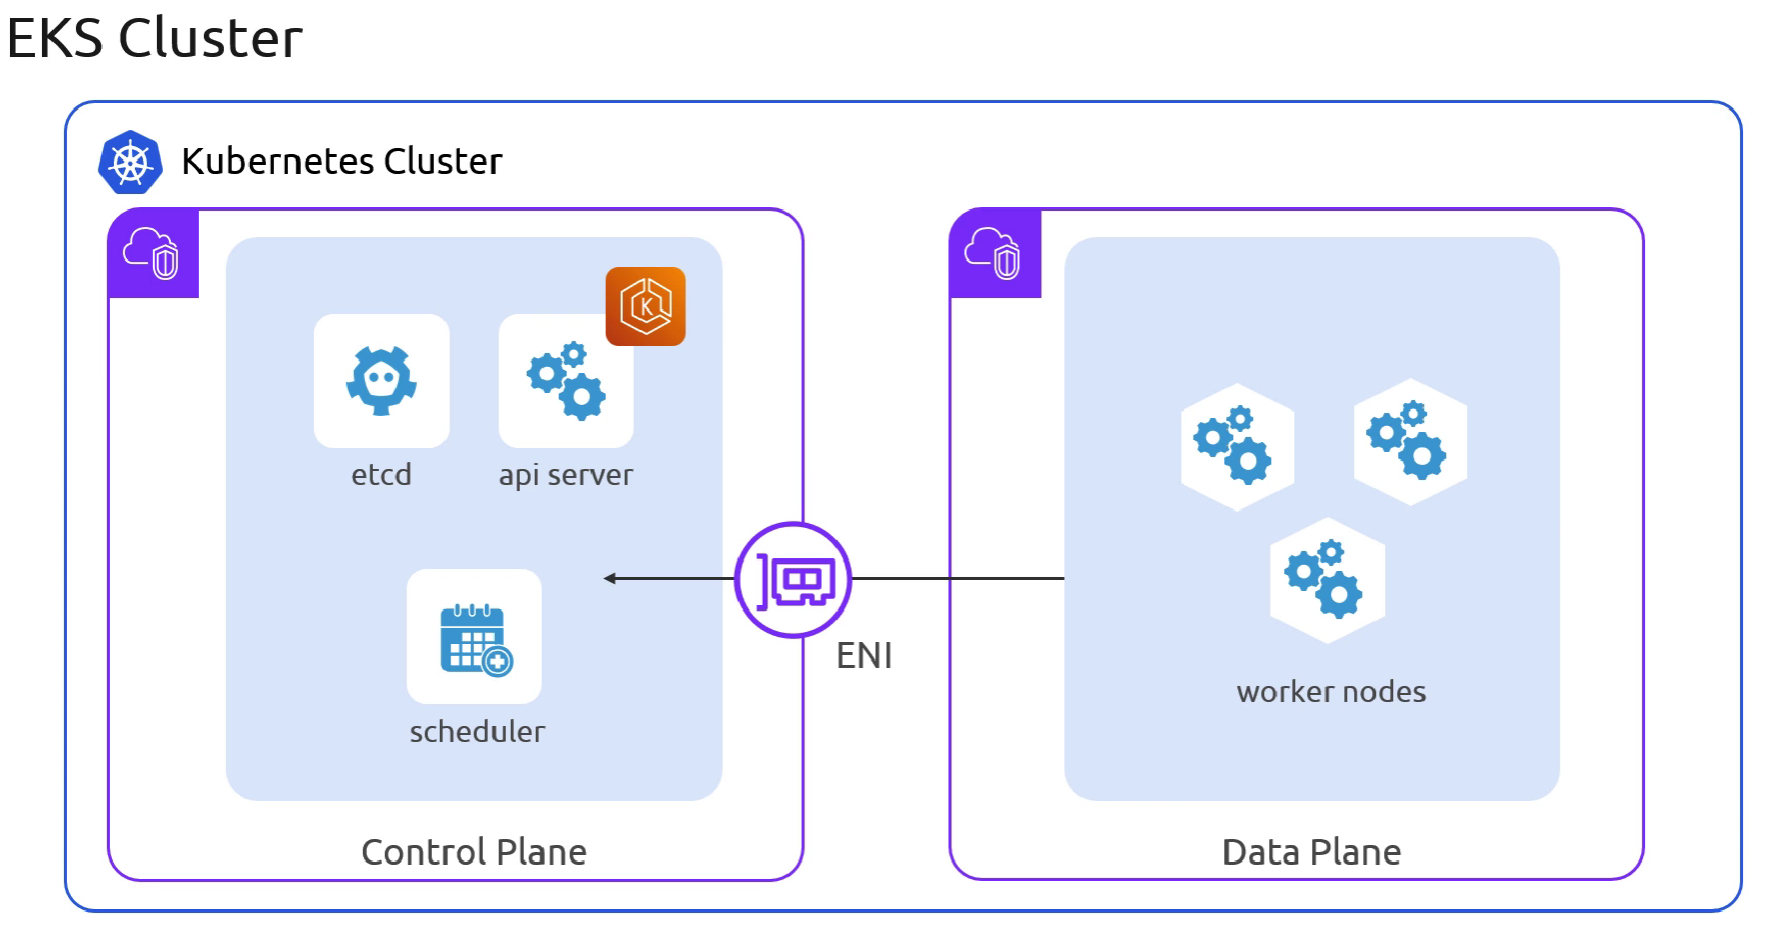 EKS Cluster
Kubernetes Cluster
K
etcd
api server
scheduler
Control Plane
ENI
worker nodes
Data Plane